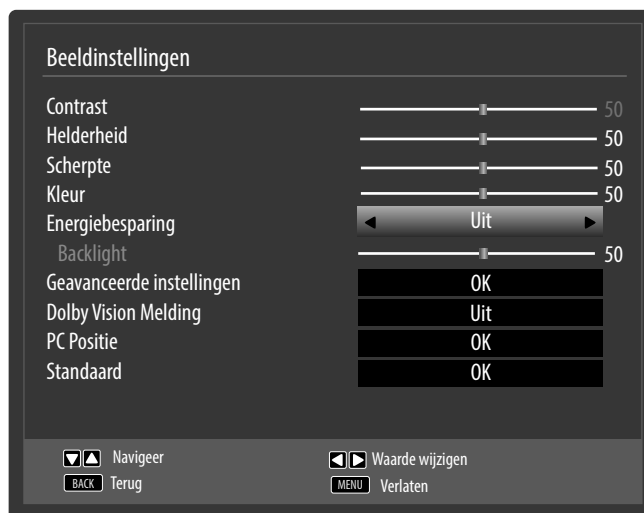 Beeldinstellingen
Contrast 50
Helderheid 50
Scherpte 50
Kleur 50
Energiebesparing Uit
Backlight 50
Geavanceerde instellingen OK
Dolby Vision Melding Uit
PC Positie OK
Standaard OK
Navigeer Waarde wijzigen
BACK Terug MENU Verlaten